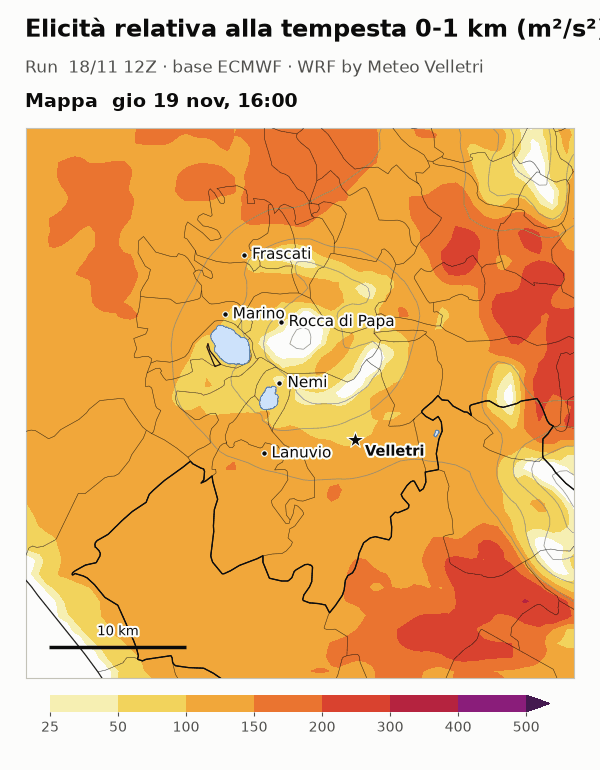 Elicità relativa alla tempesta 0-1 km (m²/s²)
Run  18/11 12Z · base ECMWF · WRF by Meteo Velletri
Mappa  gio 19 nov, 16:00
Frascati
Marino
Rocca di Papa
Nemi
Velletri
Lanuvio
10 km
25 50 100 150 200 300 400 500